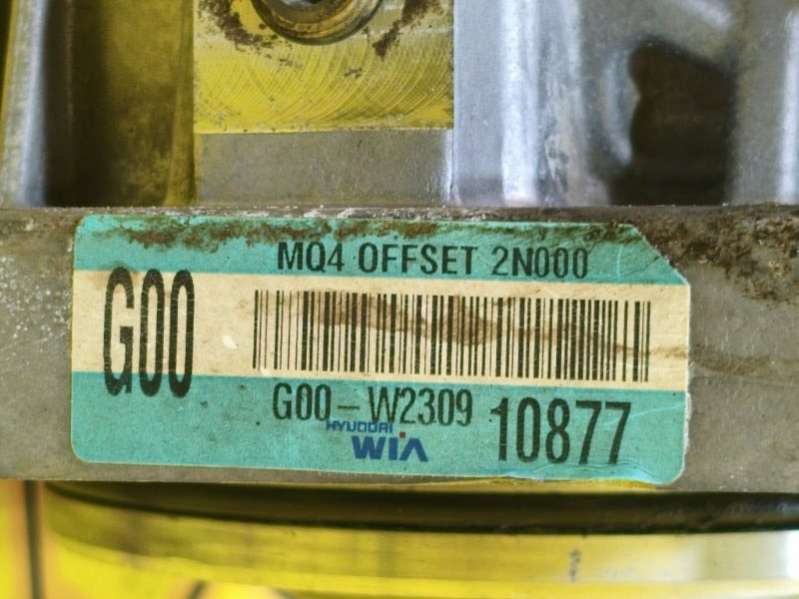 MQ4 OFFSET 2N000
G00
G00-W2309 10877
HYUNDAI
WIA